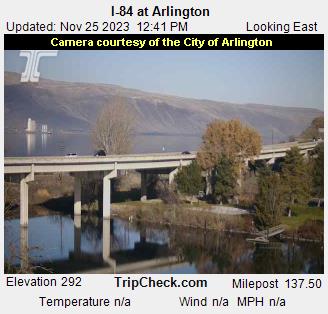 I-84 at Arlington
Updated: Nov 25 2023 12:41 PM Looking East
Camera courtesy of the City of Arlington
Elevation 292 TripCheck.com Milepost 137.50
Temperature n/a Wind n/a MPH n/a